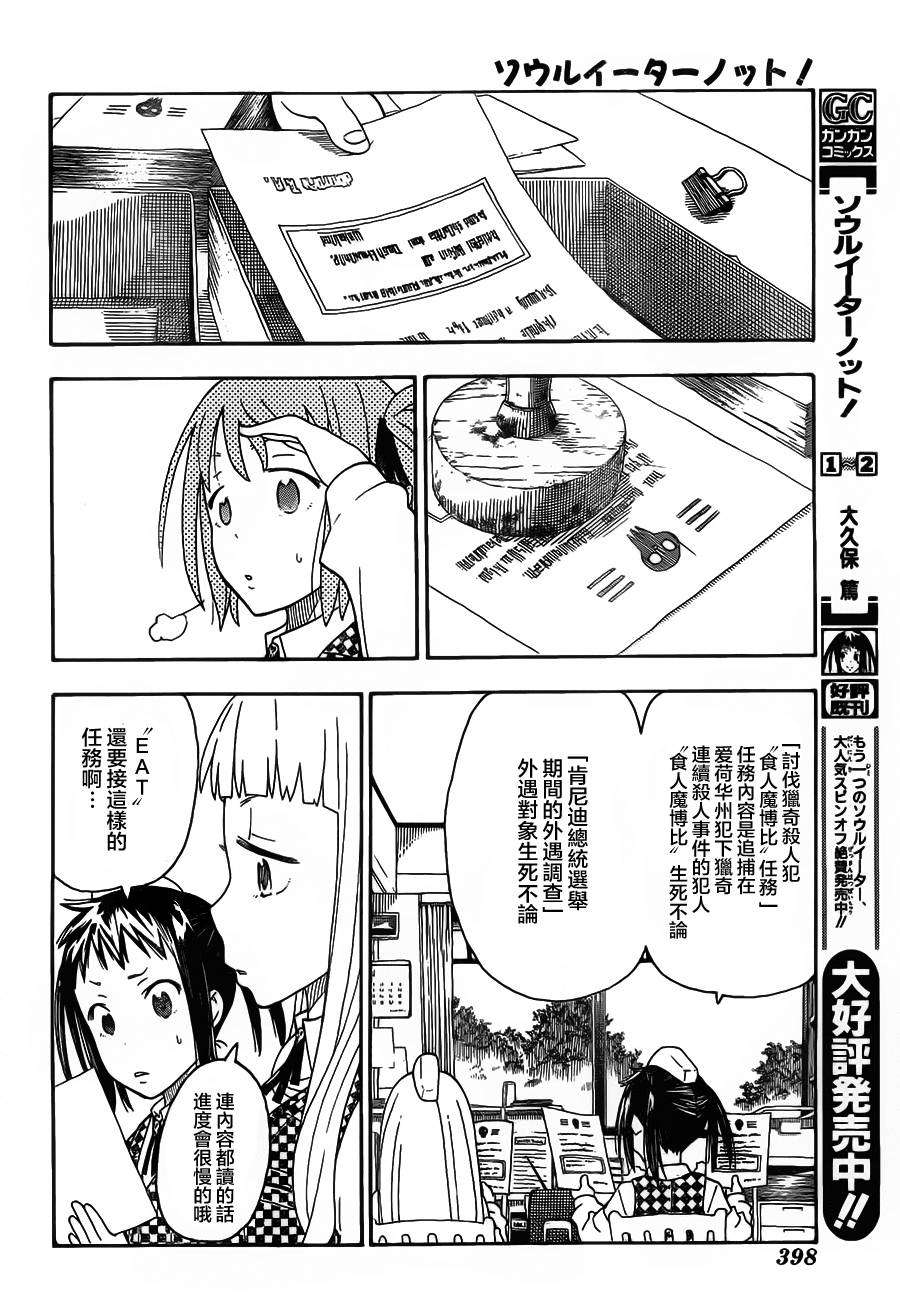 ソウルイーターノット！
GC
ガンガン
コミックス
ソウルイーターノット！
1〜2
大久保 篤
好評
既刊
もう一つのソウルイーター、
大人気スピンオフ絶賛発売中!!
大好評発売中!!
「討伐獵奇殺人犯
〝食人魔博比〞任務」
任務內容是追捕在
爱荷华州犯下獵奇
連續殺人事件的犯人
〝食人魔博比〞生死不論
「肯尼迪總統選舉
期間的外遇調查」
外遇對象生死不論
〝EAT〞
還要接這樣的
任務啊…
連內容都讀的話
進度會很慢的哦
398